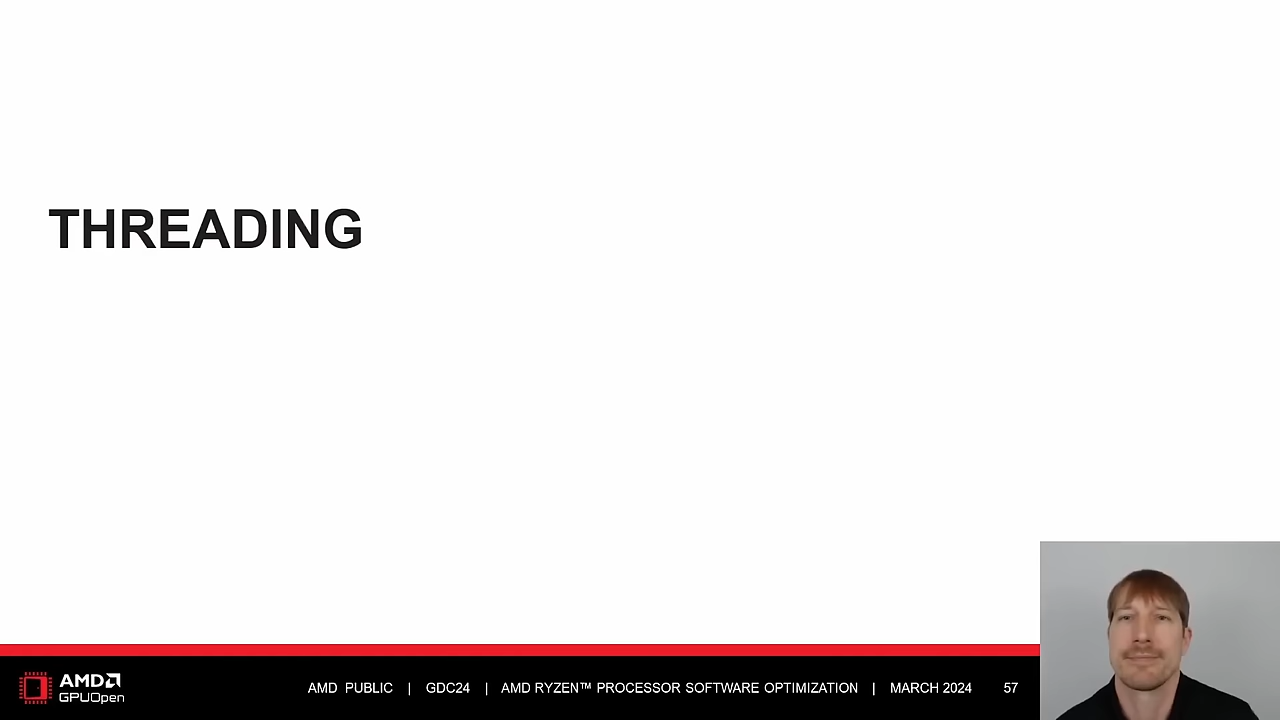 THREADING
AMD
GPUOpen
AMD PUBLIC | GDC24 | AMD RYZEN™ PROCESSOR SOFTWARE OPTIMIZATION | MARCH 2024 57